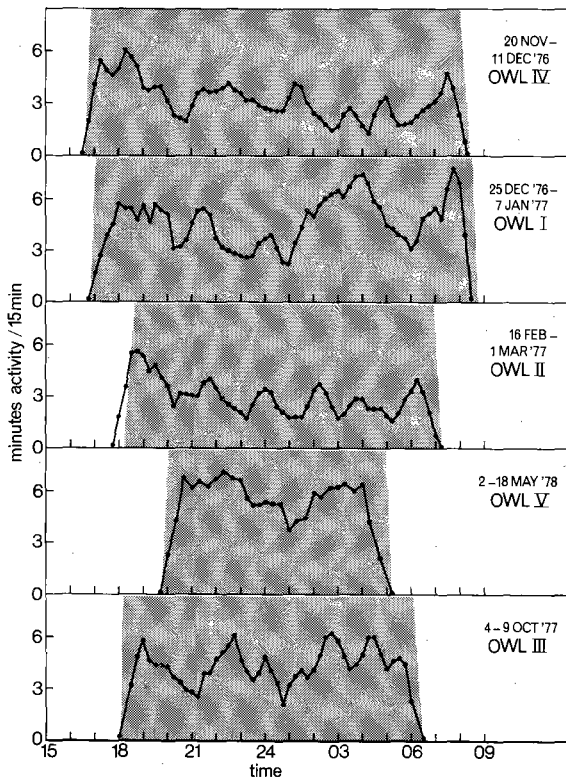 minutes activity / 15 min
6
3
0
20 NOV –
11 DEC '76
OWL IV
6
3
0
25 DEC '76 –
7 JAN '77
OWL I
6
3
0
16 FEB –
1 MAR '77
OWL II
6
3
0
2 – 18 MAY '78
OWL V
6
3
0
4 – 9 OCT '77
OWL III
15 18 21 24 03 06 09
time